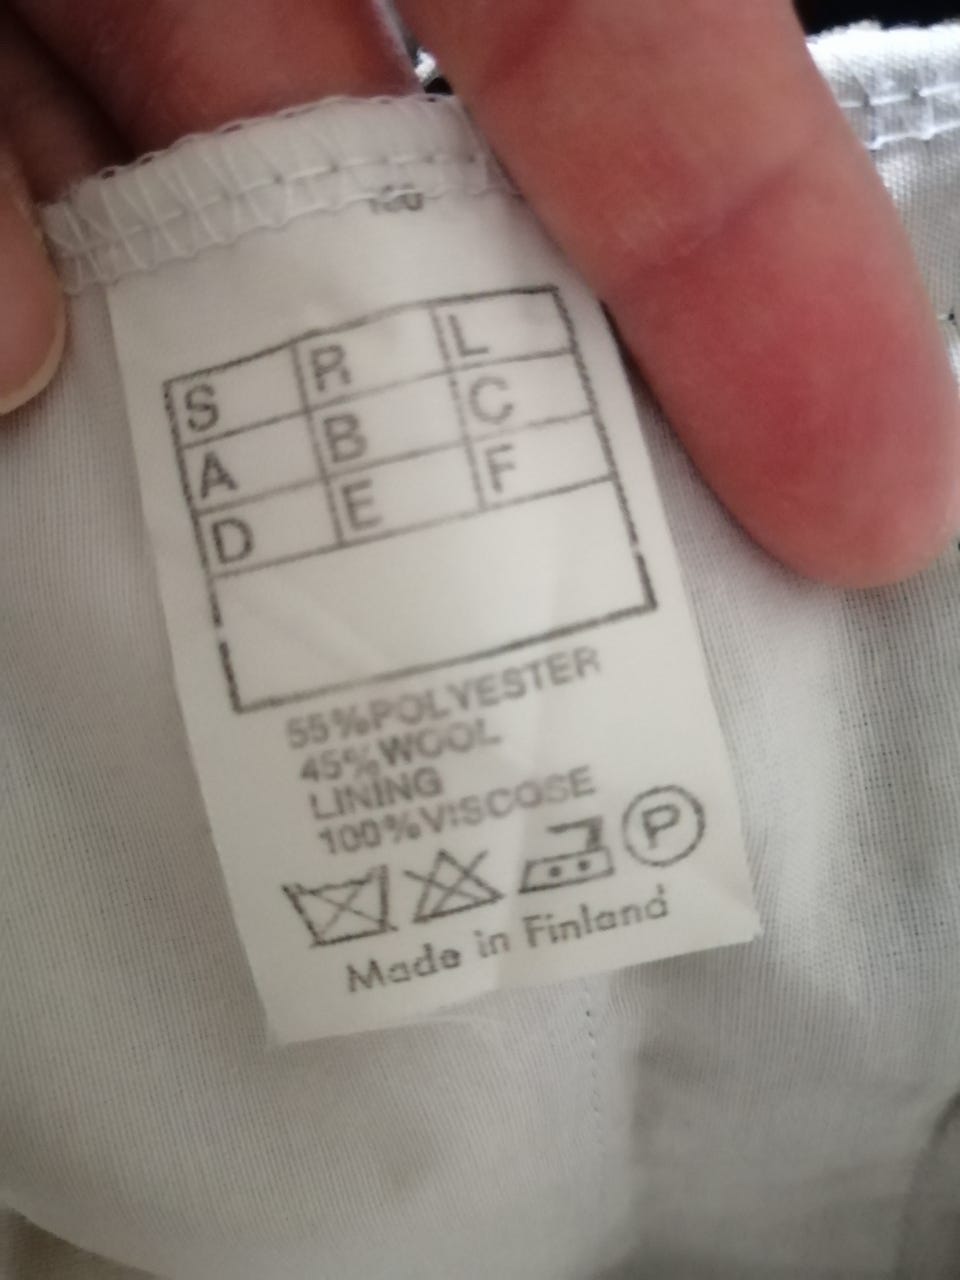 S R L
A B C
D E F
55%POLYESTER
45%WOOL
LINING
100%VISCOSE
P
Made in Finland